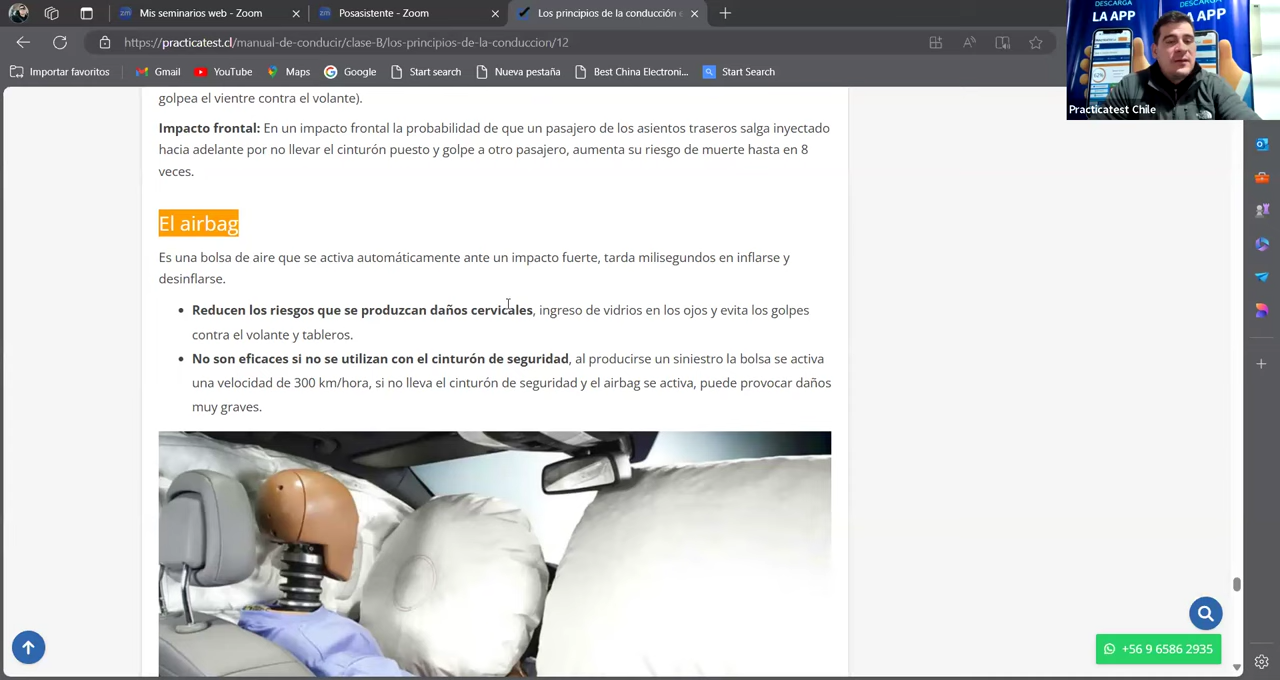 Mis seminarios web - Zoom
Posasistente - Zoom
Los principios de la conducción
https://practicatest.cl/manual-de-conducir/clase-B/los-principios-de-la-conduccion/12
Importar favoritos
Gmail
YouTube
Maps
Google
Start search
Nueva pestaña
Best China Electroni...
Start Search
DESCARGA
LA APP
DESCARGA
APP
Practicatest Chile
golpea el vientre contra el volante).
Impacto frontal: En un impacto frontal la probabilidad de que un pasajero de los asientos traseros salga inyectado
hacia adelante por no llevar el cinturón puesto y golpe a otro pasajero, aumenta su riesgo de muerte hasta en 8
veces.
El airbag
Es una bolsa de aire que se activa automáticamente ante un impacto fuerte, tarda milisegundos en inflarse y
desinflarse.
• Reducen los riesgos que se produzcan daños cervicales, ingreso de vidrios en los ojos y evita los golpes
contra el volante y tableros.
• No son eficaces si no se utilizan con el cinturón de seguridad, al producirse un siniestro la bolsa se activa
una velocidad de 300 km/hora, si no lleva el cinturón de seguridad y el airbag se activa, puede provocar daños
muy graves.
+56 9 6586 2935